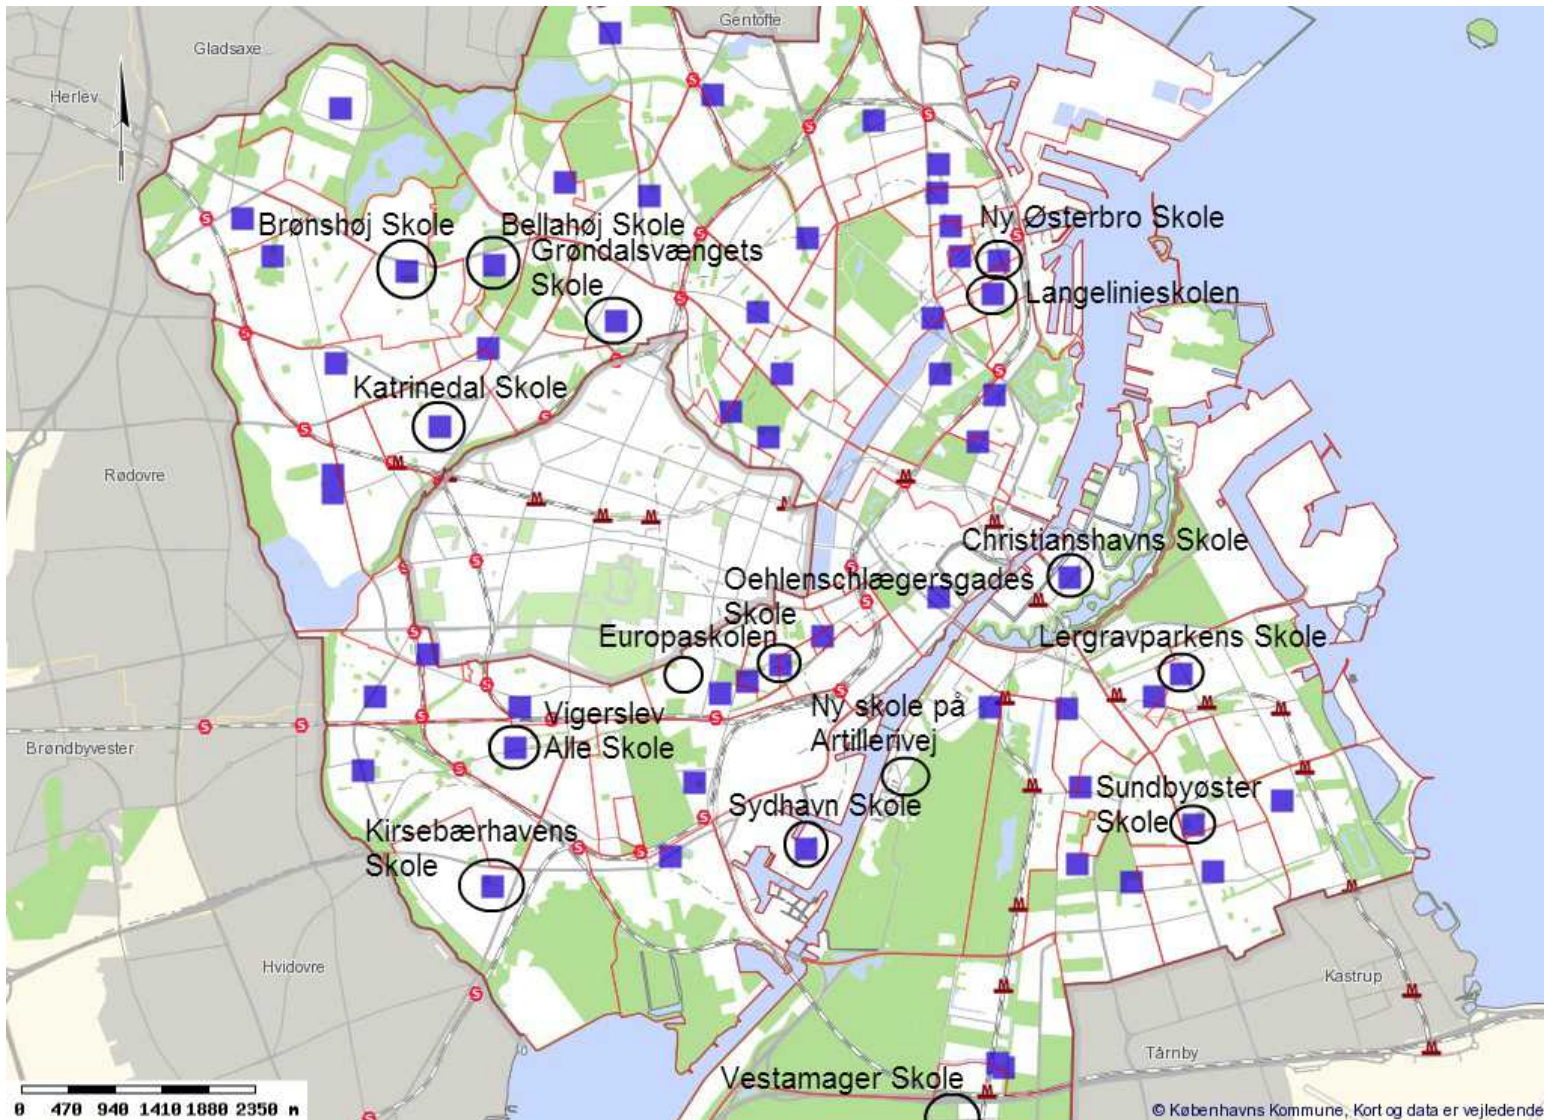 Gentofte
Gladsaxe
Herlev
Brønshøj Skole
Bellahøj Skole
Ny Østerbro Skole
Grøndalsvængets
Skole
Langelinieskolen
Katrinedal Skole
Rødovre
Christianshavns Skole
Oehlenschlægersgades
Skole
Europaskolen
Lergravparkens Skole
Vigerslev
Alle Skole
Ny skole på
Artillerivej
Brøndbyvester
Sundbyøster
Skole
Sydhavn Skole
Kirsebærhavens
Skole
Hvidovre
Kastrup
Tårnby
Vestamager Skole
0 470 940 1410 1880 2350 m
© Københavns Kommune, Kort og data er vejledende